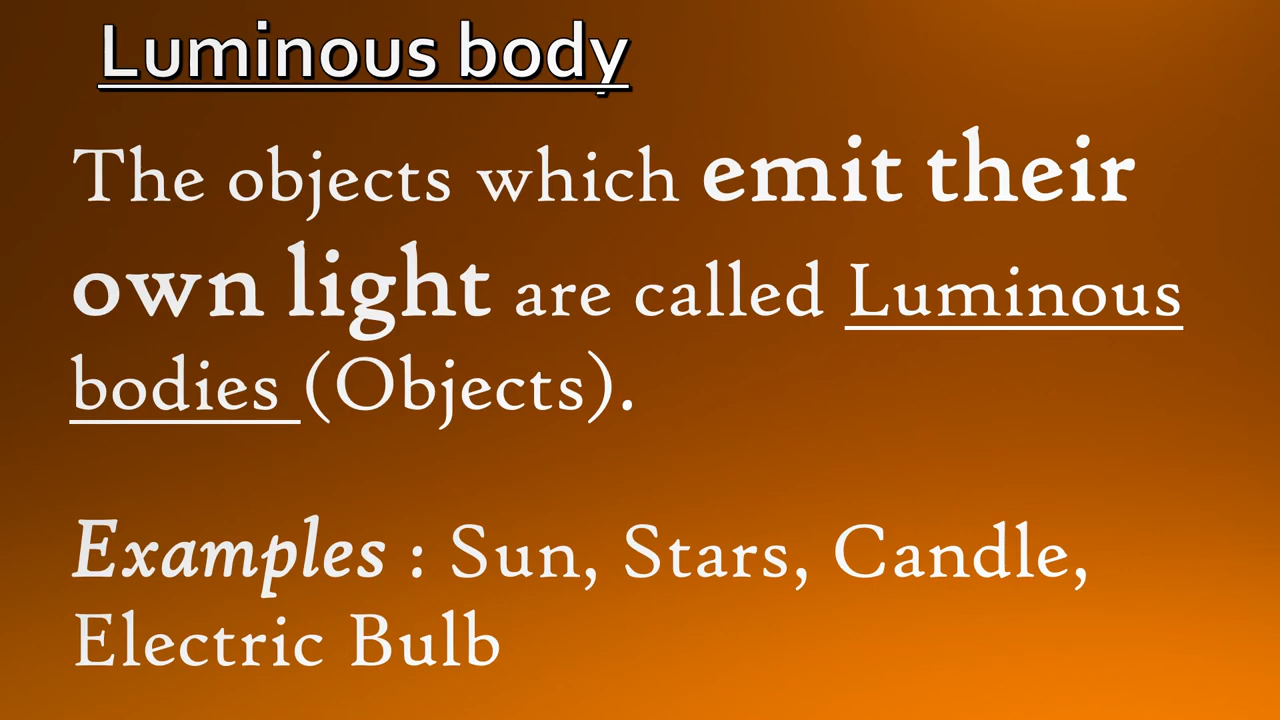 Luminous body
The objects which emit their
own light are called Luminous
bodies (Objects).
Examples : Sun, Stars, Candle,
Electric Bulb